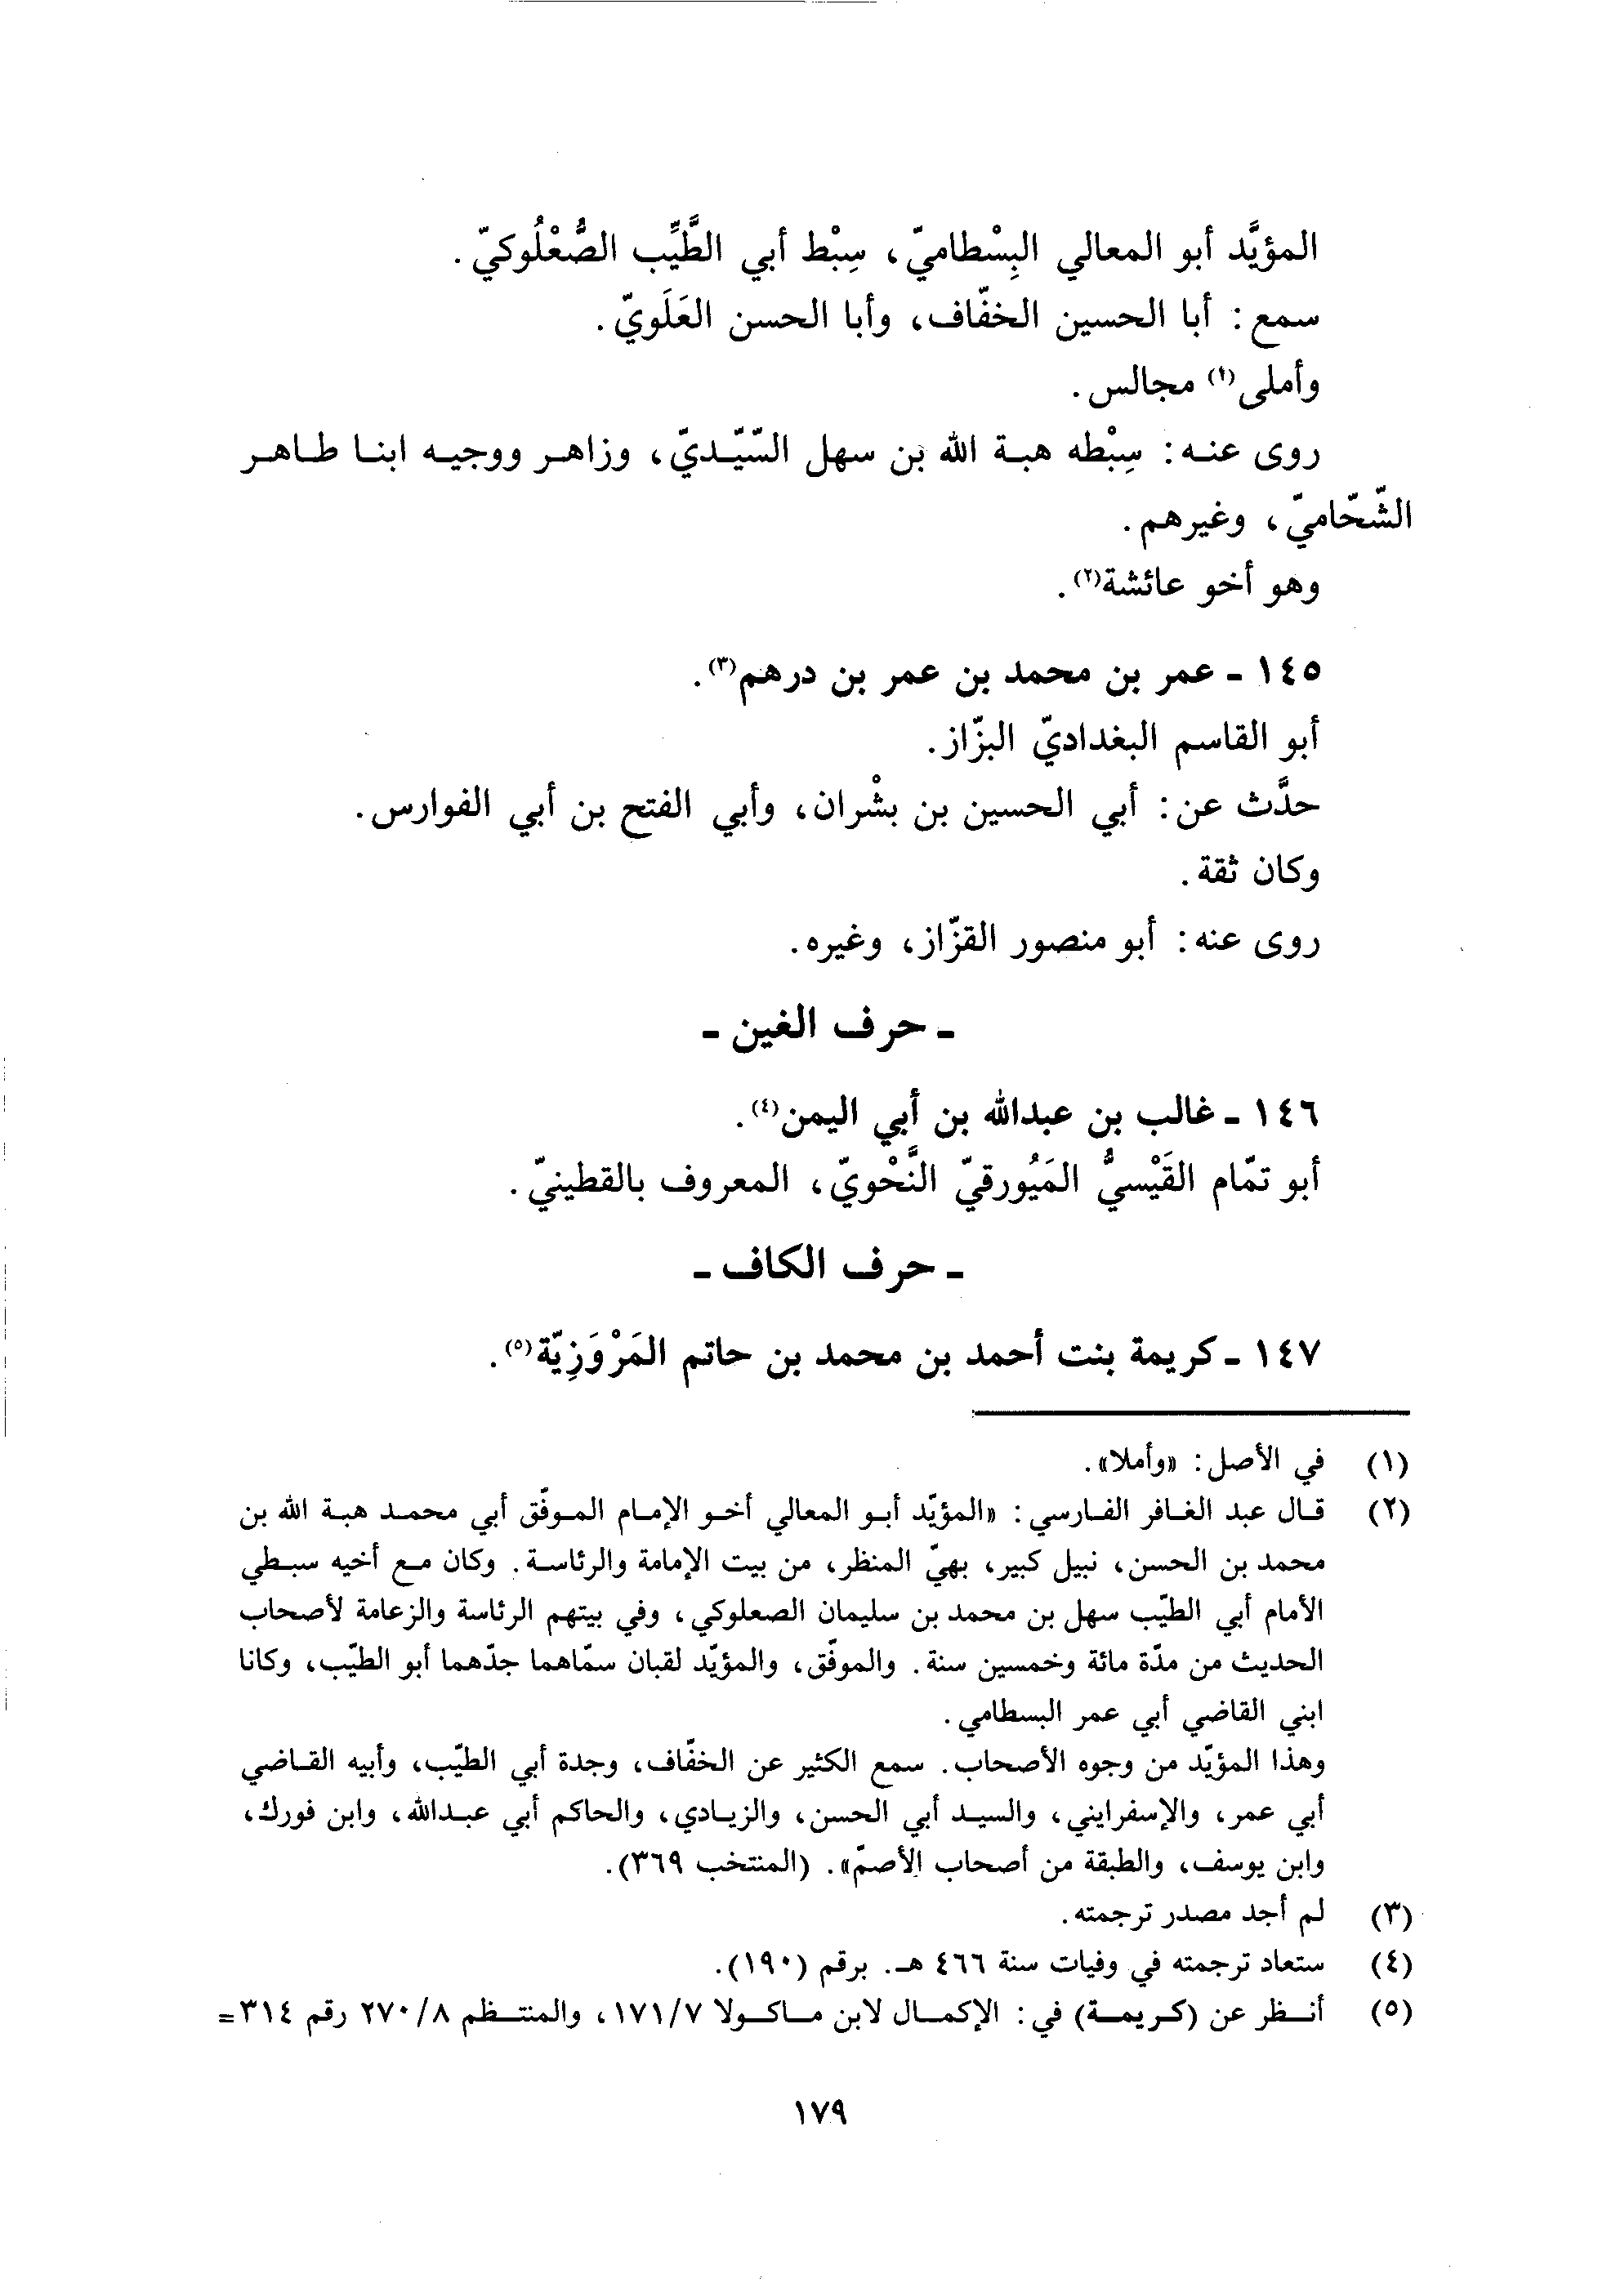 المؤيَّد أبو المعالي البِسْطاميّ، سِبْط أبي الطَّيِّب الصُّعْلُوكيّ.
سمع: أبا الحسين الخفّاف، وأبا الحسن العَلَويّ.
وأملى(١) مجالس.
روى عنه: سِبْطه هبة الله بن سهل السّيّديّ، وزاهر ووجيه ابنا طاهر
الشّحّاميّ، وغيرهم.
وهو أخو عائشة(٢).
١٤٥ - عمر بن محمد بن عمر بن درهم(٣).
أبو القاسم البغداديّ البزّاز.
حدَّث عن: أبي الحسين بن بشْران، وأبي الفتح بن أبي الفوارس.
وكان ثقة.
روى عنه: أبو منصور القزّاز، وغيره.
- حرف الغين -
١٤٦ - غالب بن عبدالله بن أبي اليمن(٤).
أبو تمّام القَيْسيُّ المَيُورقيّ النَّحْويّ، المعروف بالقطينيّ.
- حرف الكاف -
١٤٧ - كريمة بنت أحمد بن محمد بن حاتم المَرْوَزِيّة(٥).
(١) في الأصل: «وأملا».
(٢) قال عبد الغافر الفارسي: «المؤيّد أبو المعالي أخو الإمام الموفّق أبي محمد هبة الله بن
محمد بن الحسن، نبيل كبير، بهيّ المنظر، من بيت الإمامة والرئاسة. وكان مع أخيه سبطي
الأمام أبي الطيّب سهل بن محمد بن سليمان الصعلوكي، وفي بيتهم الرئاسة والزعامة لأصحاب
الحديث من مدّة مائة وخمسين سنة. والموفّق، والمؤيّد لقبان سمّاهما جدّهما أبو الطيّب، وكانا
ابني القاضي أبي عمر البسطامي.
وهذا المؤيّد من وجوه الأصحاب. سمع الكثير عن الخفّاف، وجدة أبي الطيّب، وأبيه القاضي
أبي عمر، والإسفرايني، والسيد أبي الحسن، والزيادي، والحاكم أبي عبدالله، وابن فورك،
وابن يوسف، والطبقة من أصحاب الأصمّ». (المنتخب ٣٦٩).
(٣) لم أجد مصدر ترجمته.
(٤) ستعاد ترجمته في وفيات سنة ٤٦٦ هـ. برقم (١٩٠).
(٥) أنظر عن (كريمة) في: الإكمال لابن ماكولا ١٧١/٧، والمنتظم ٢٧٠/٨ رقم ٣١٤=
١٧٩